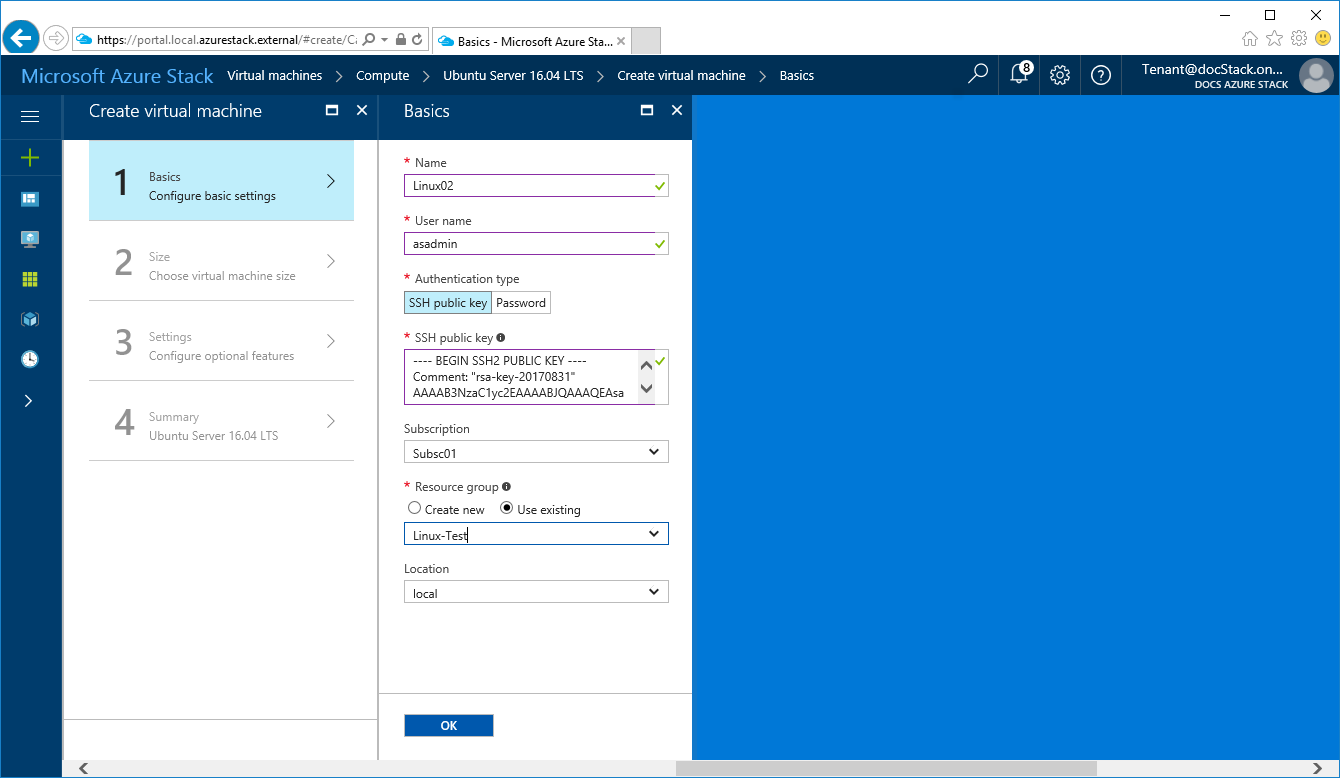 https://portal.local.azurestack.external/#create/Ca
Basics - Microsoft Azure Sta...
Microsoft Azure Stack
Virtual machines
Compute
Ubuntu Server 16.04 LTS
Create virtual machine
Basics
8
Tenant@docStack.on...
DOCS AZURE STACK
Create virtual machine
1
Basics
Configure basic settings
2
Size
Choose virtual machine size
3
Settings
Configure optional features
4
Summary
Ubuntu Server 16.04 LTS
Basics
* Name
Linux02
* User name
asadmin
* Authentication type
SSH public key
Password
* SSH public key
---- BEGIN SSH2 PUBLIC KEY ----
Comment: "rsa-key-20170831"
AAAAB3NzaC1yc2EAAAABJQAAAQEAsa
Subscription
Subsc01
* Resource group
Create new
Use existing
Linux-Test
Location
local
OK